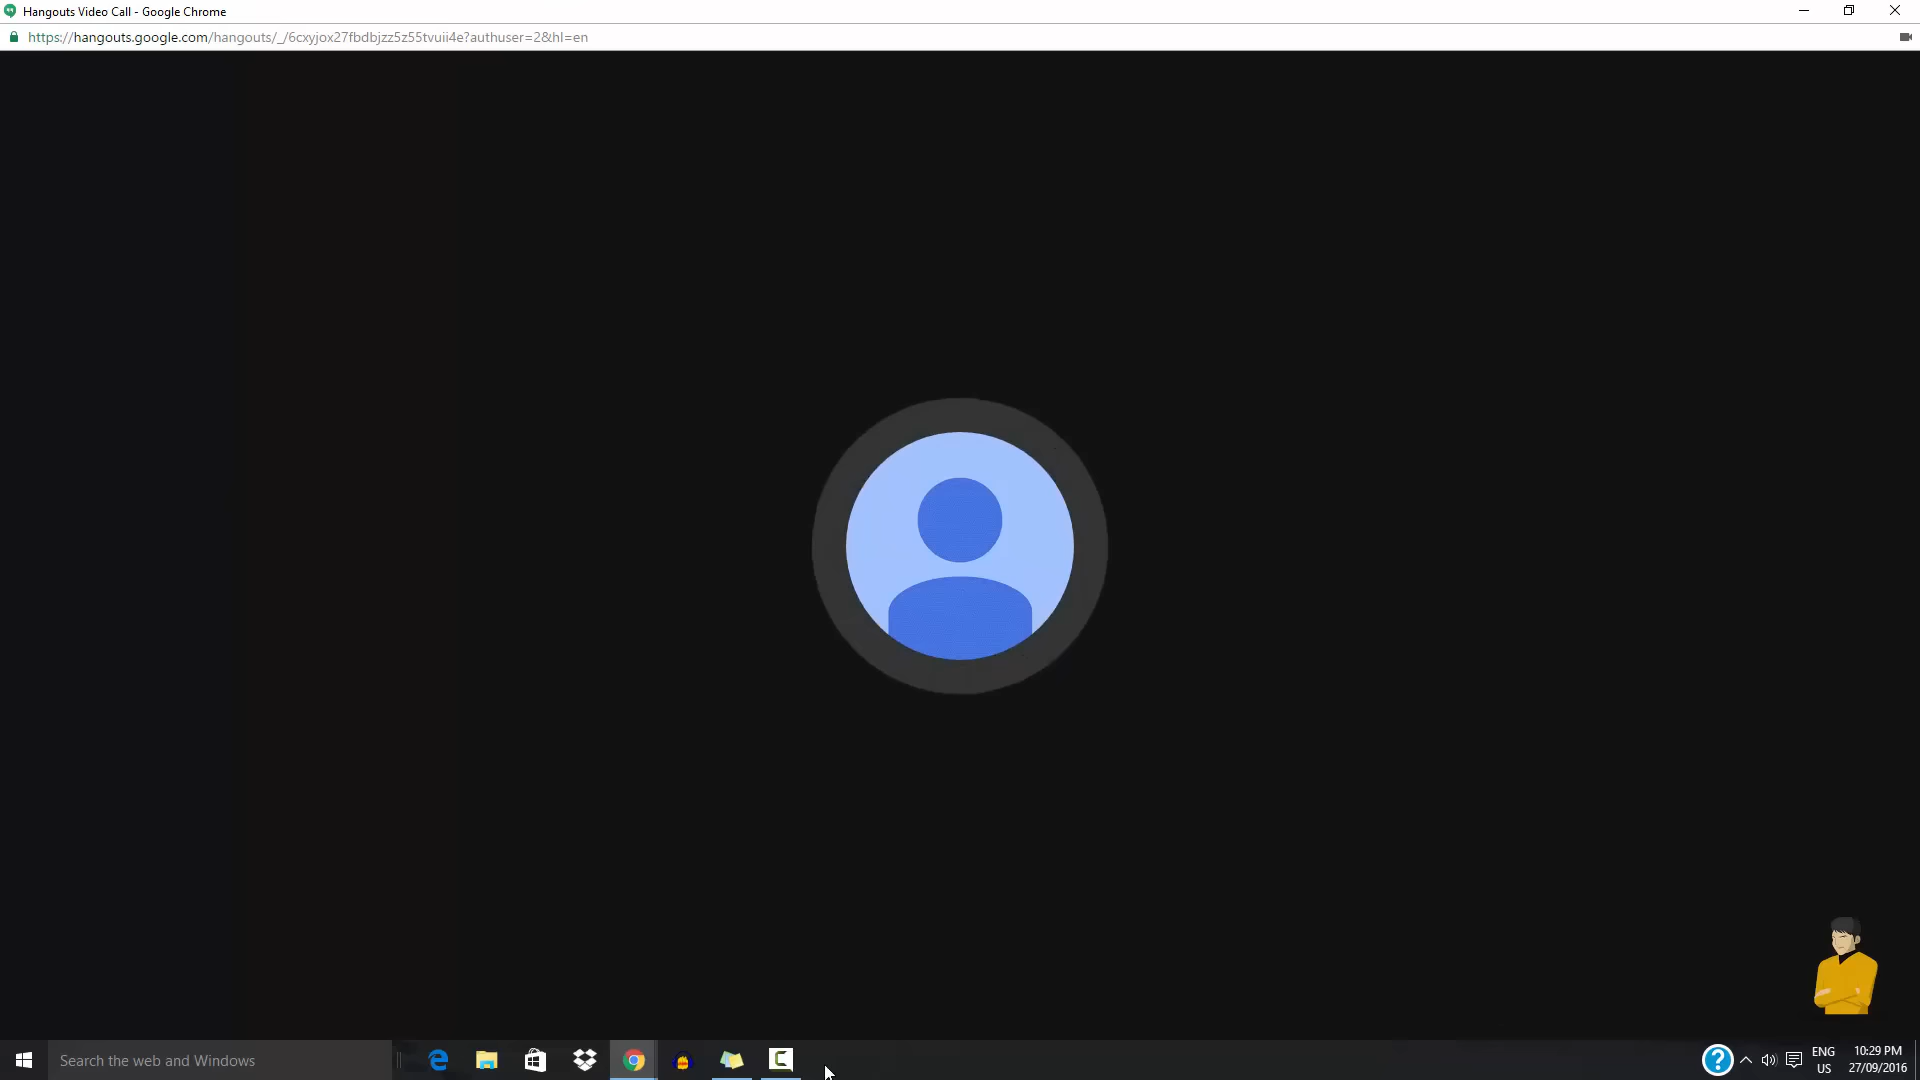 Hangouts Video Call - Google Chrome
https://hangouts.google.com/hangouts/_/6cxyjox27fbdbjzz5z55tvuii4e?authuser=2&hl=en
Search the web and Windows
ENG
US
10:29 PM
27/09/2016